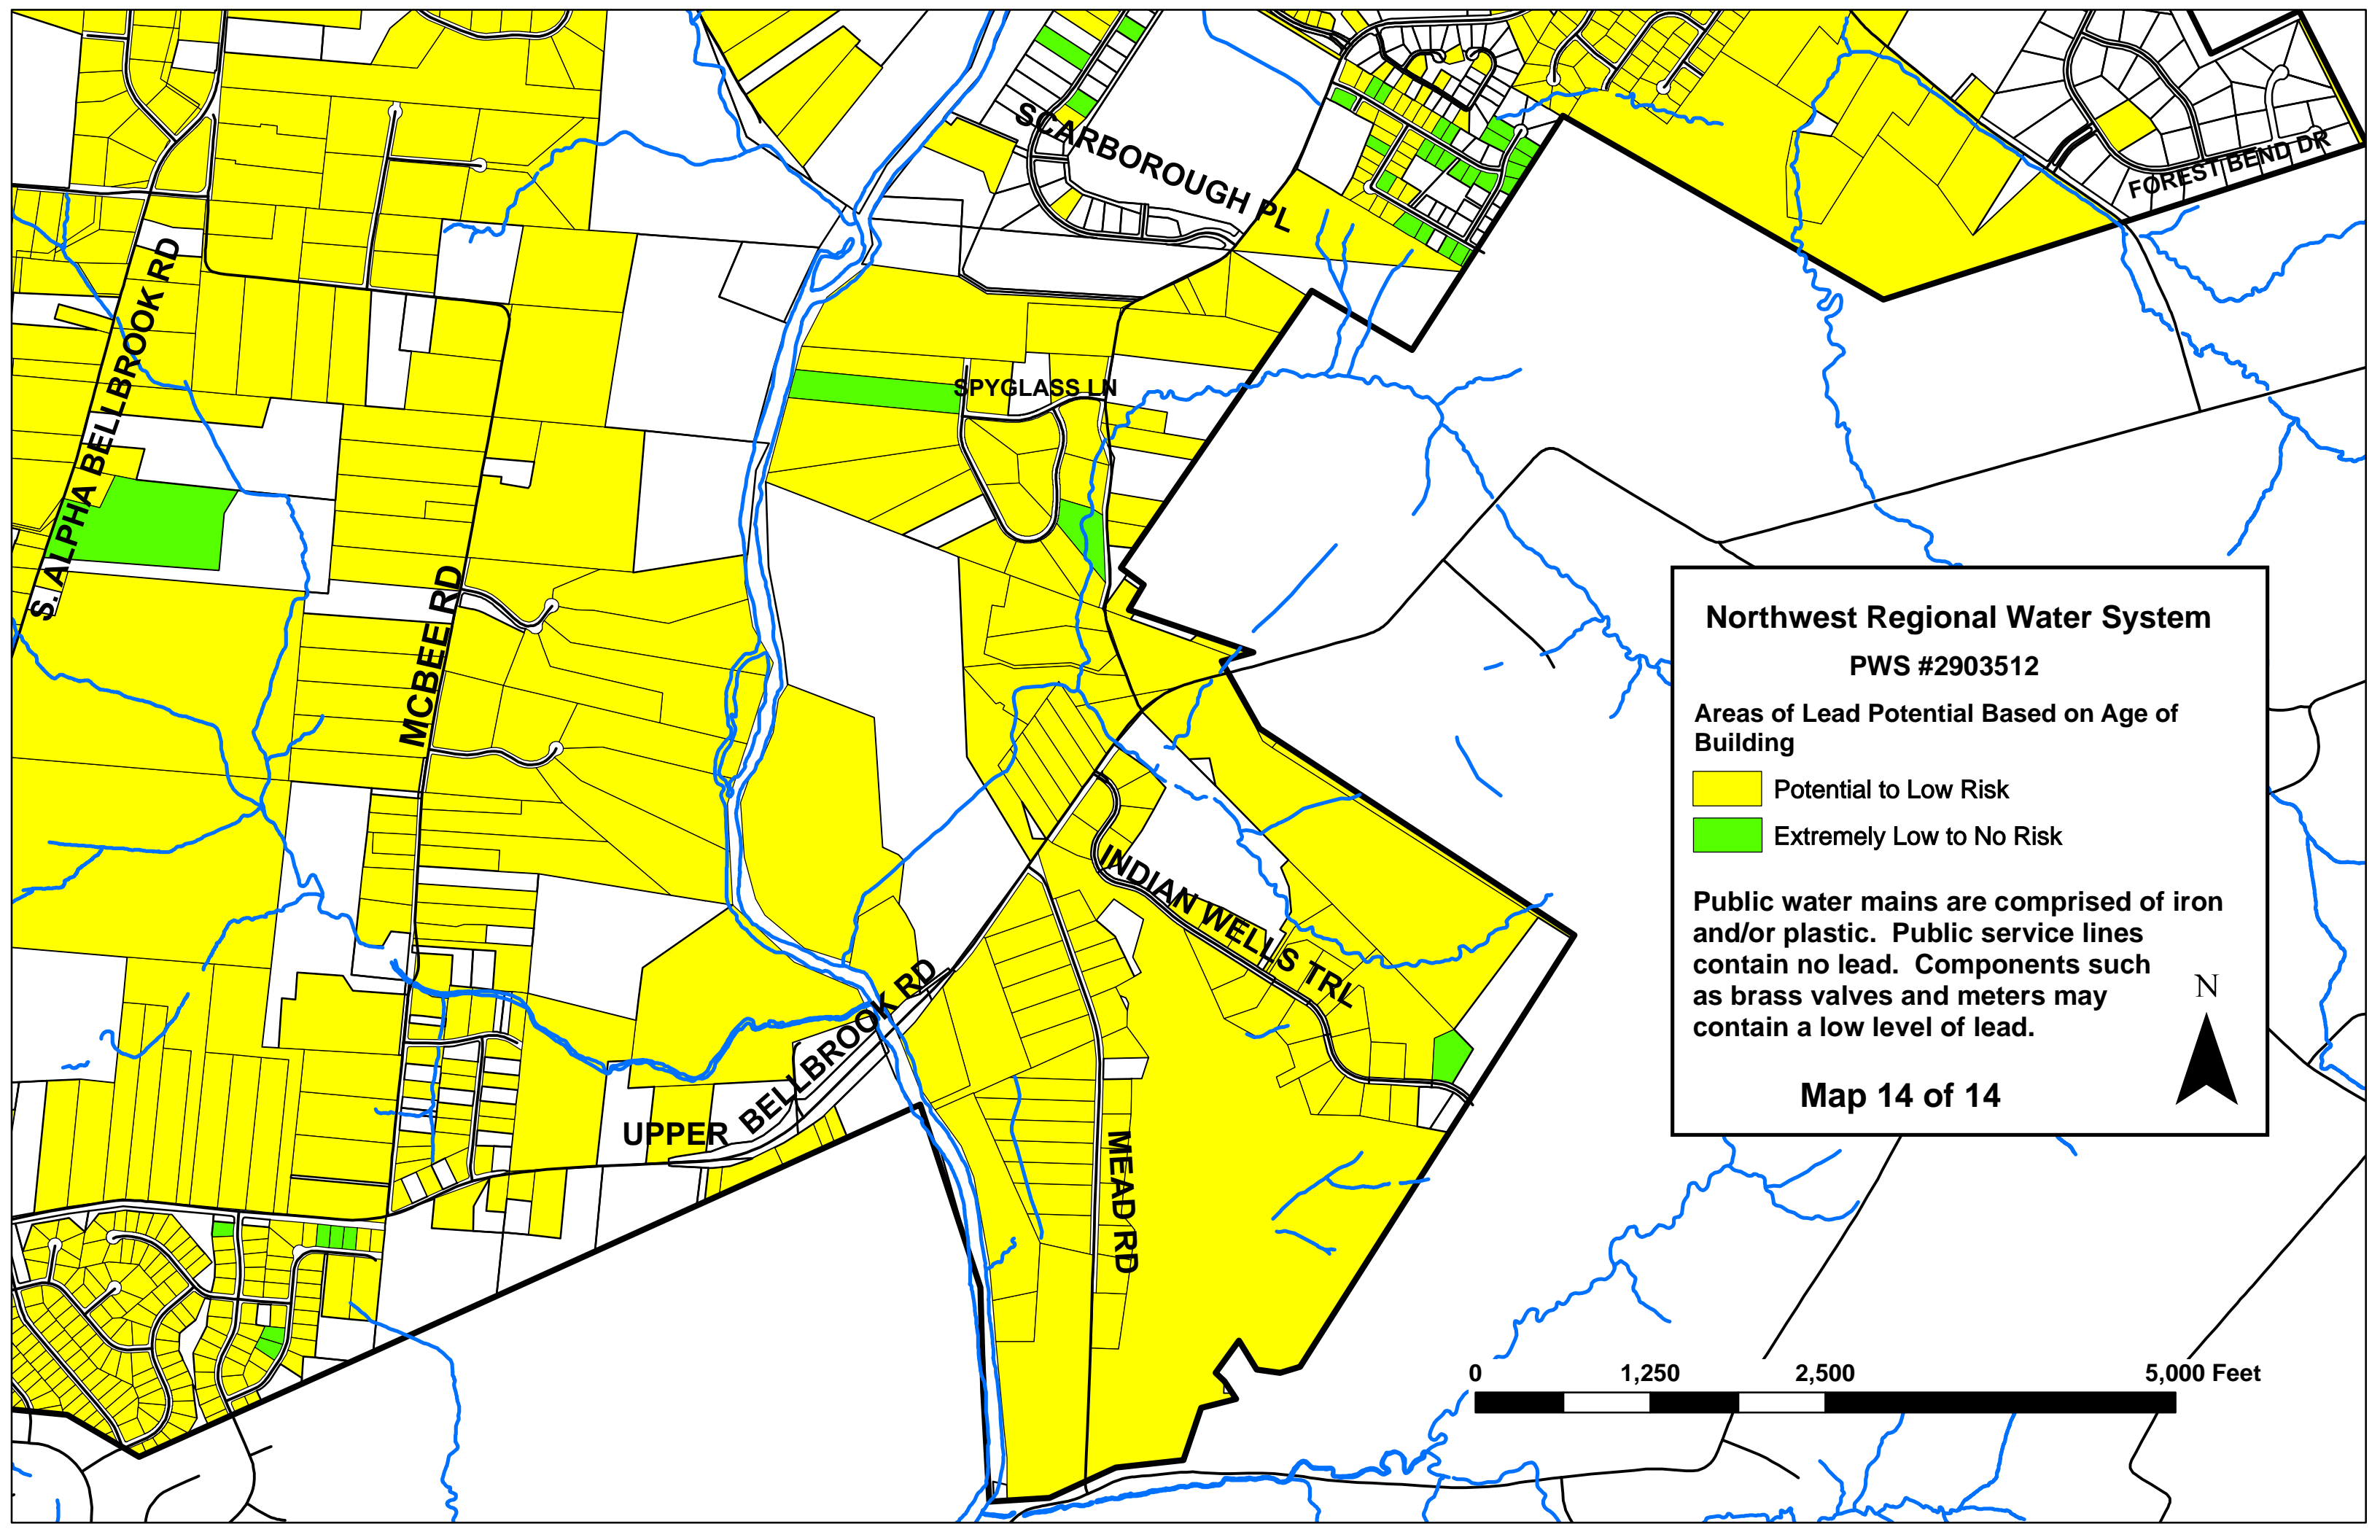 SCARBOROUGH PL
FOREST BEND DR
S. ALPHA BELLBROOK RD
SPYGLASS LN
MCBEE RD
INDIAN WELLS TRL
UPPER BELLBROOK RD
MEAD RD
Northwest Regional Water System
PWS #2903512
Areas of Lead Potential Based on Age of
Building
Potential to Low Risk
Extremely Low to No Risk
Public water mains are comprised of iron
and/or plastic. Public service lines
contain no lead. Components such
as brass valves and meters may
contain a low level of lead.
N
Map 14 of 14
0 1,250 2,500 5,000 Feet